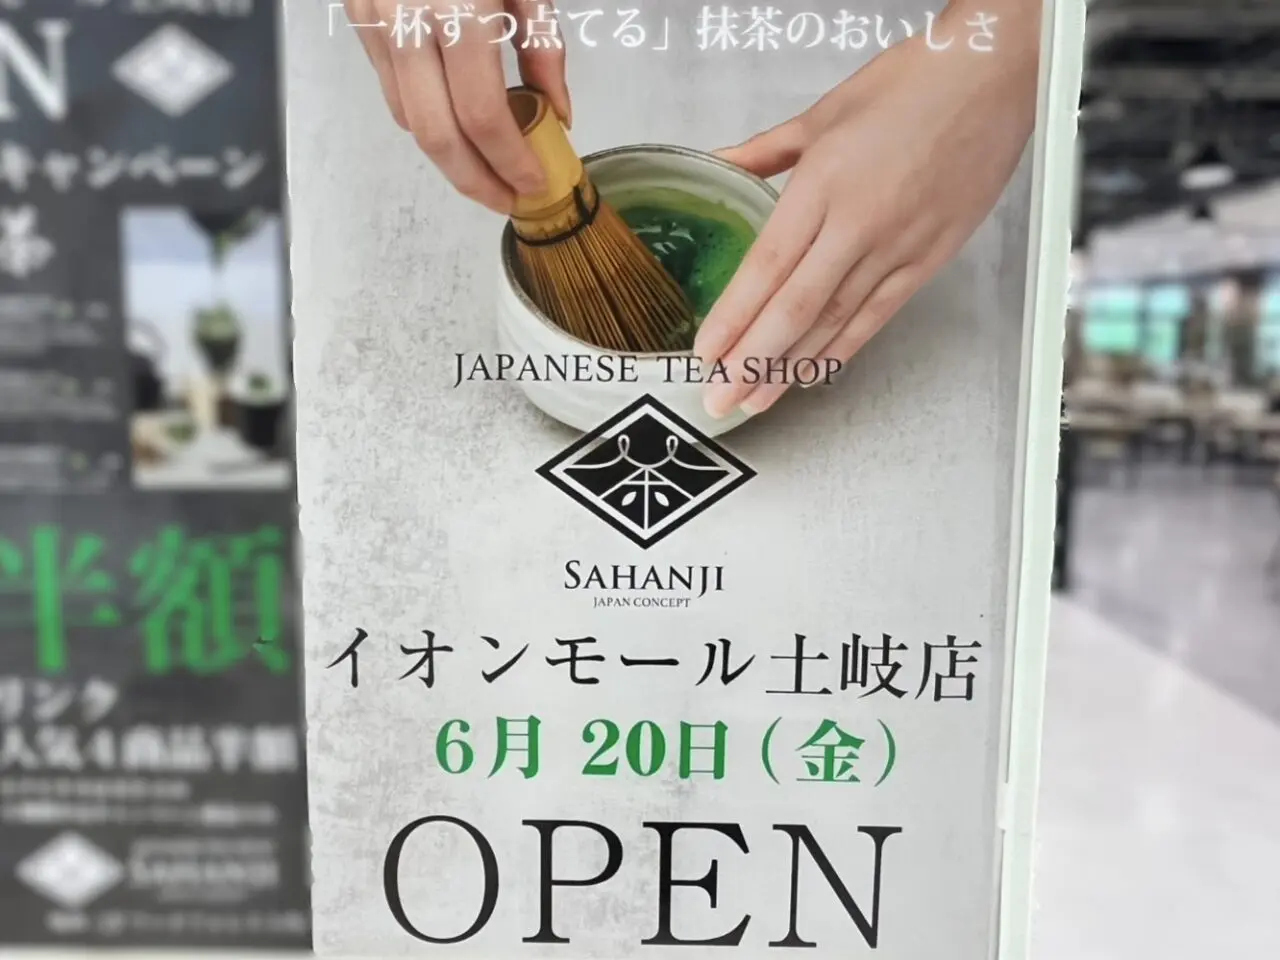 「一杯ずつ点てる」抹茶のおいしさ
JAPANESE TEA SHOP
SAHANJI
JAPAN CONCEPT
イオンモール土岐店
6月 20日(金)
OPEN
N
キャンペーン
茶
半額
リンク
人気4商品半額
SAHANJI